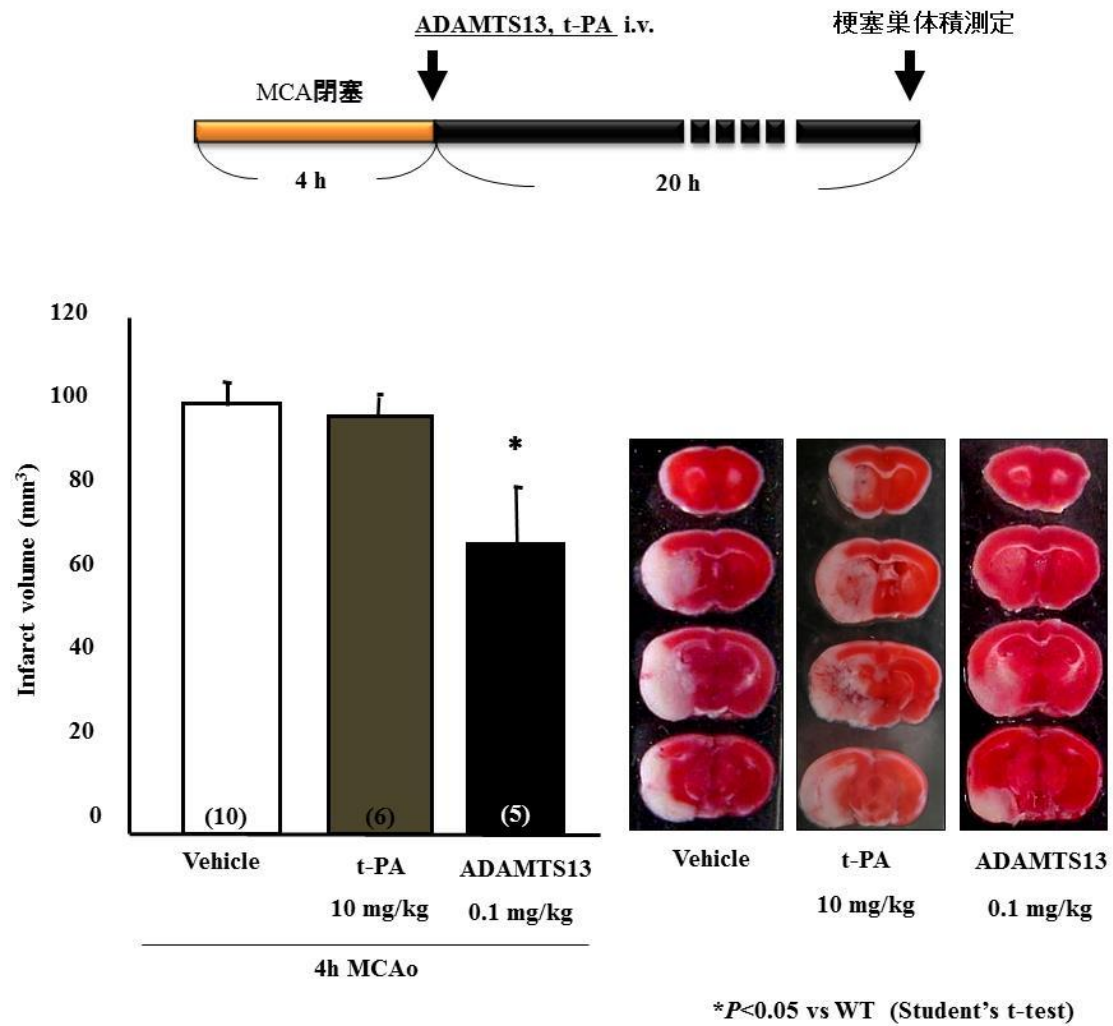 ADAMTS13, t-PA i.v.
梗塞巣体積測定
MCA閉塞
4 h
20 h
120
100
80
60
40
20
0
Infarct volume (mm³)
*
(10)
(6)
(5)
Vehicle
t-PA
10 mg/kg
ADAMTS13
0.1 mg/kg
4h MCAo
Vehicle
t-PA
10 mg/kg
ADAMTS13
0.1 mg/kg
*P<0.05 vs WT (Student's t-test)